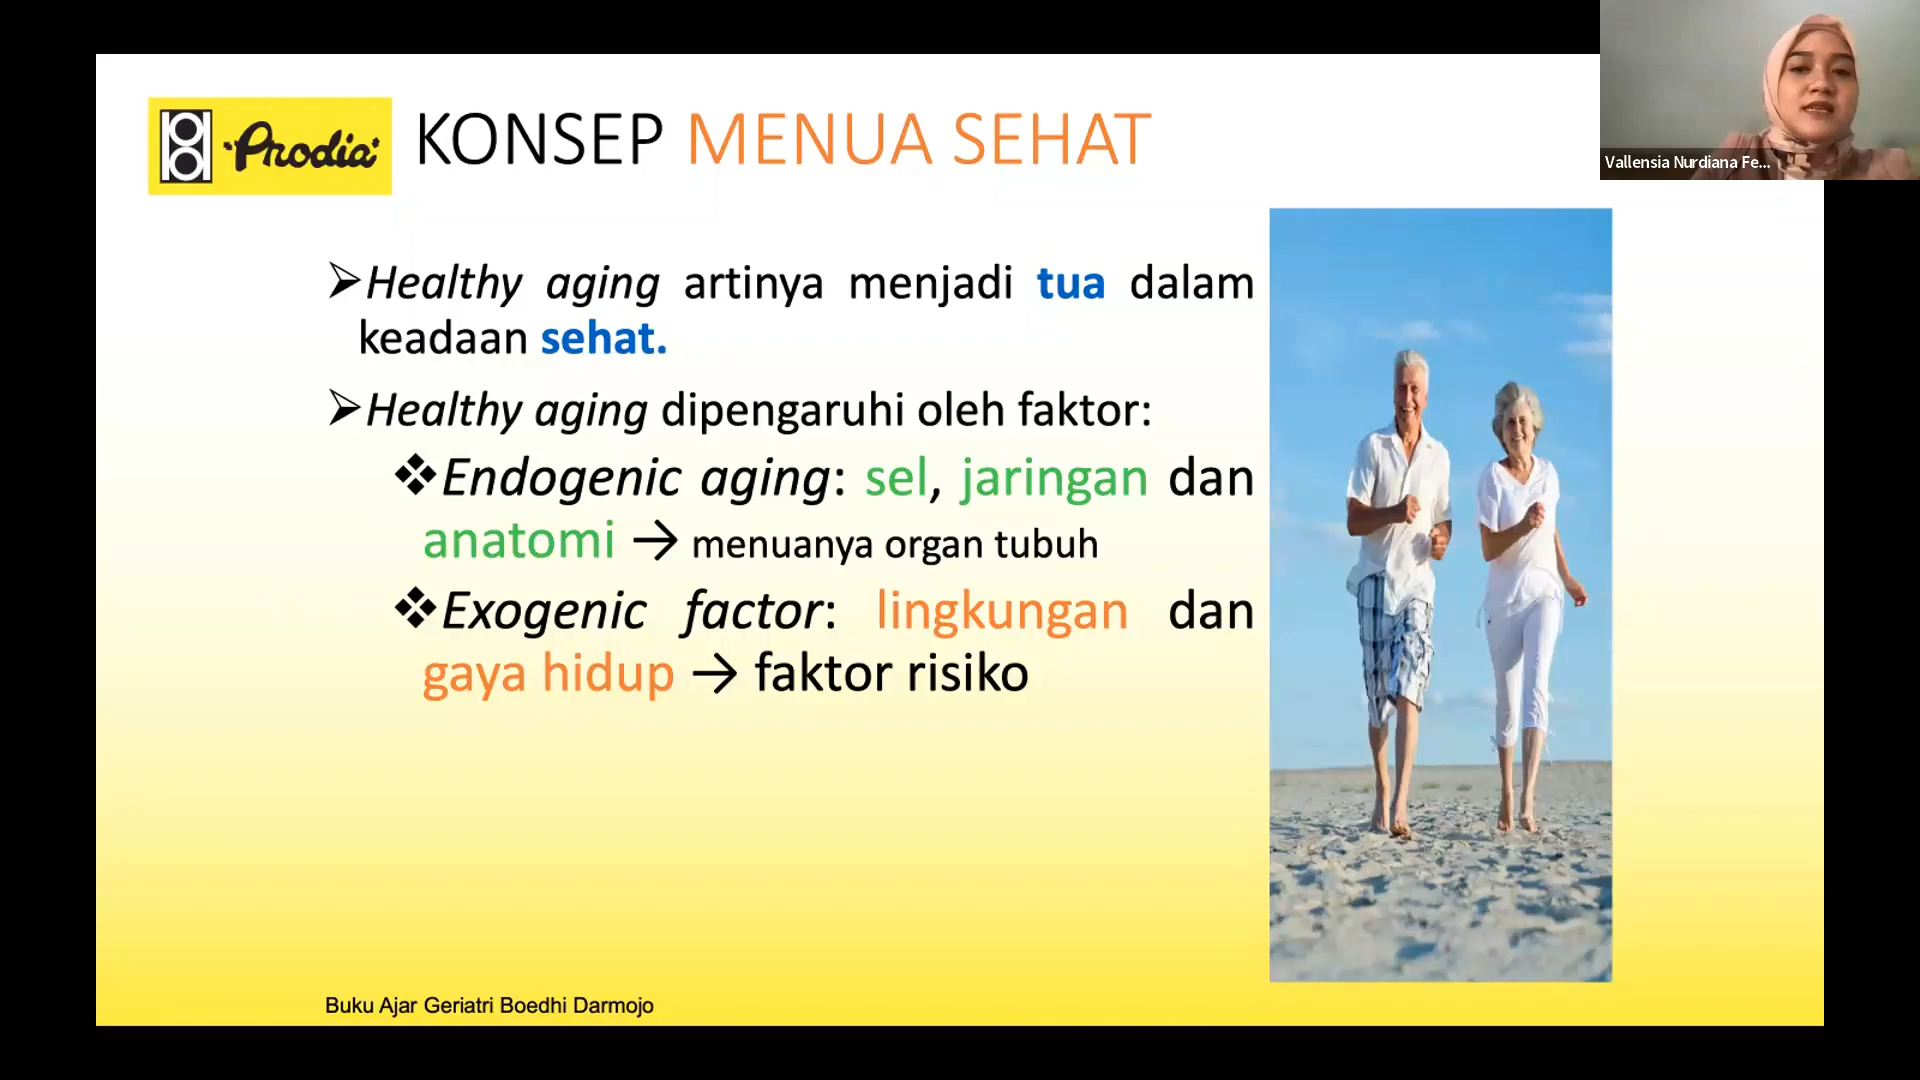 Prodia
KONSEP MENUA SEHAT
Vallensia Nurdiana Fe...
➢Healthy aging artinya menjadi tua dalam
keadaan sehat.
➢Healthy aging dipengaruhi oleh faktor:
❖Endogenic aging: sel, jaringan dan
anatomi → menuanya organ tubuh
❖Exogenic factor: lingkungan dan
gaya hidup → faktor risiko
Buku Ajar Geriatri Boedhi Darmojo